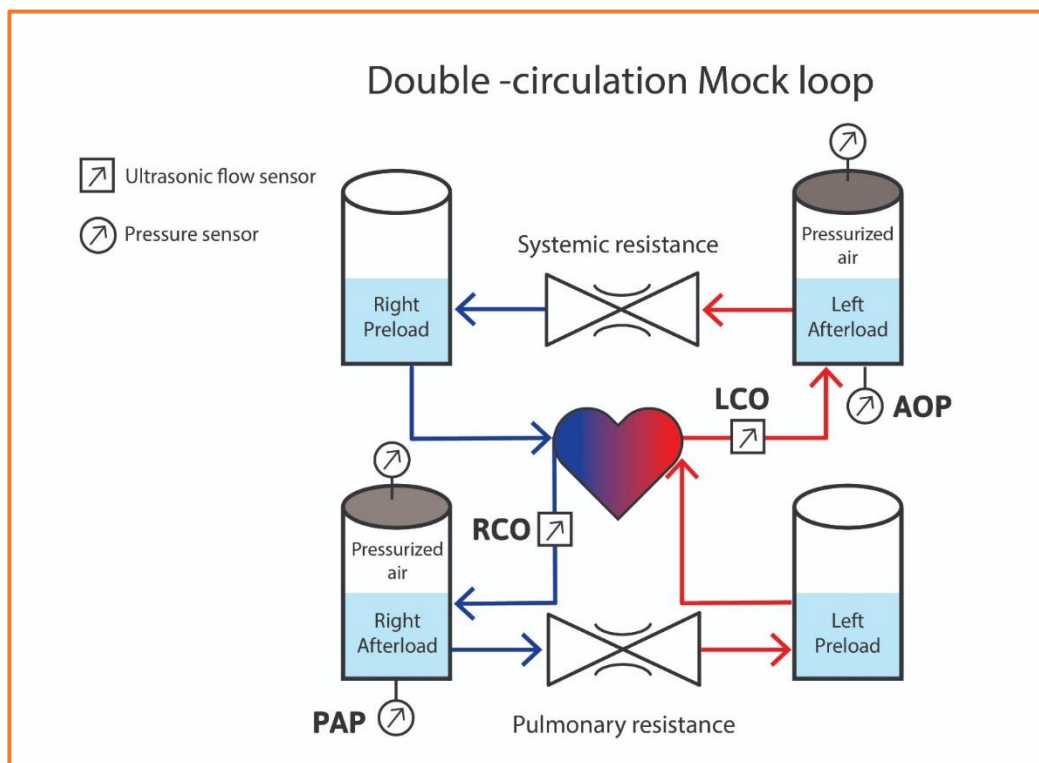 Double -circulation Mock loop
Ultrasonic flow sensor
Pressure sensor
Right
Preload
Systemic resistance
Pressurized
air
Left
Afterload
LCO
AOP
RCO
Pressurized
air
Right
Afterload
PAP
Pulmonary resistance
Left
Preload